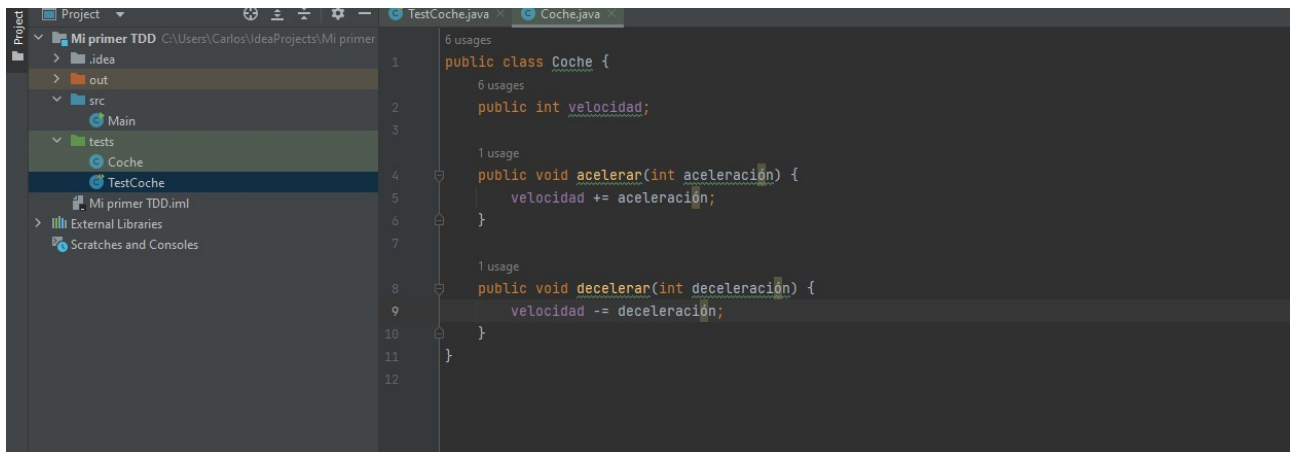 Project
TestCoche.java
Coche.java
Project
Mi primer TDD C:\Users\Carlos\IdeaProjects\Mi primer
.idea
out
src
Main
tests
Coche
TestCoche
Mi primer TDD.iml
External Libraries
Scratches and Consoles
6 usages
1 public class Coche {
6 usages
2 public int velocidad;
3
1 usage
4 public void acelerar(int aceleración) {
5 velocidad += aceleración;
6 }
7
1 usage
8 public void decelerar(int deceleración) {
9 velocidad -= deceleración;
10 }
11 }
12